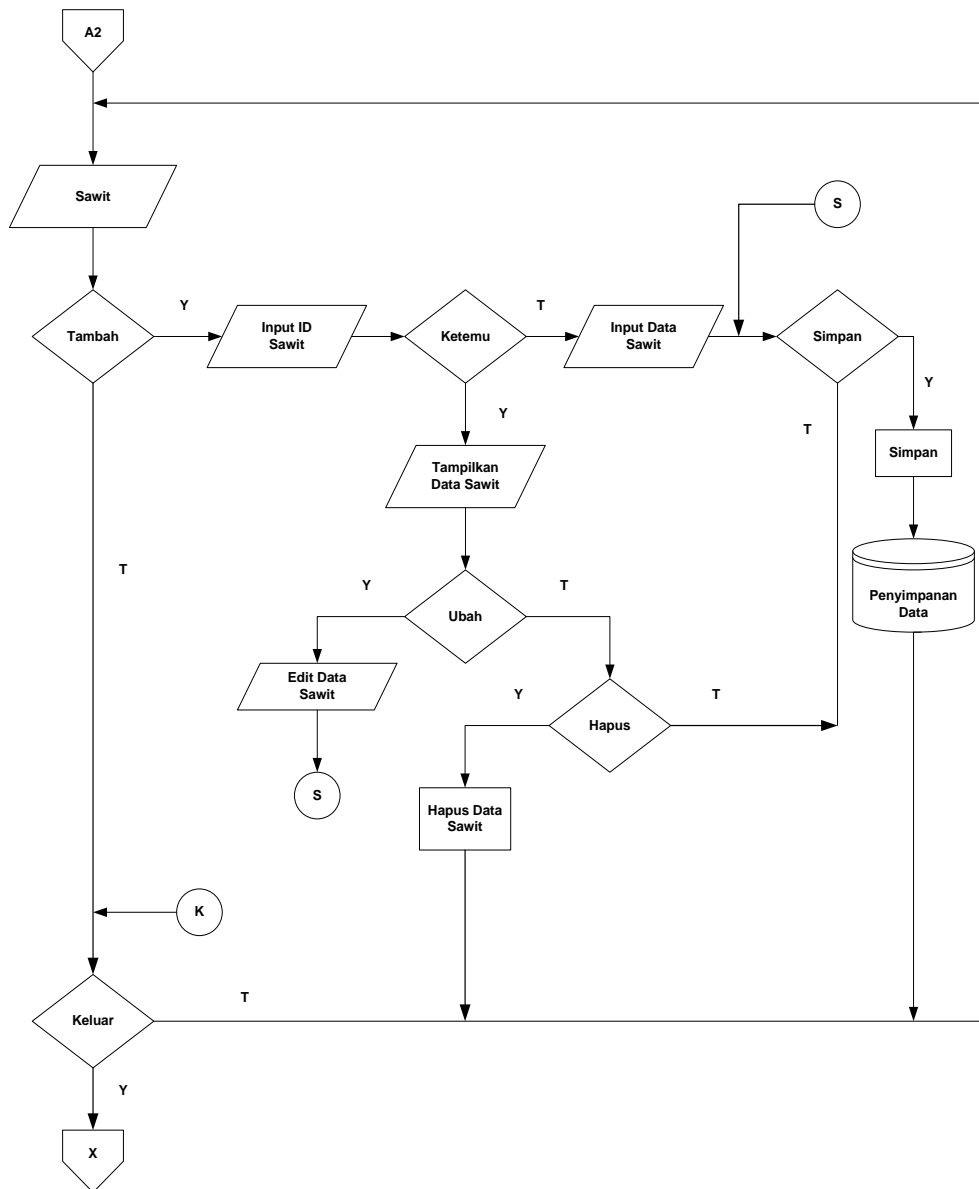 A2
Sawit
S
Y
T
Tambah
Input ID
Sawit
Ketemu
Input Data
Sawit
Simpan
Y
Y
T
Simpan
Tampilkan
Data Sawit
T
Y
T
Penyimpanan
Data
Ubah
Edit Data
Sawit
Y
T
Hapus
S
Hapus Data
Sawit
K
T
Keluar
Y
X